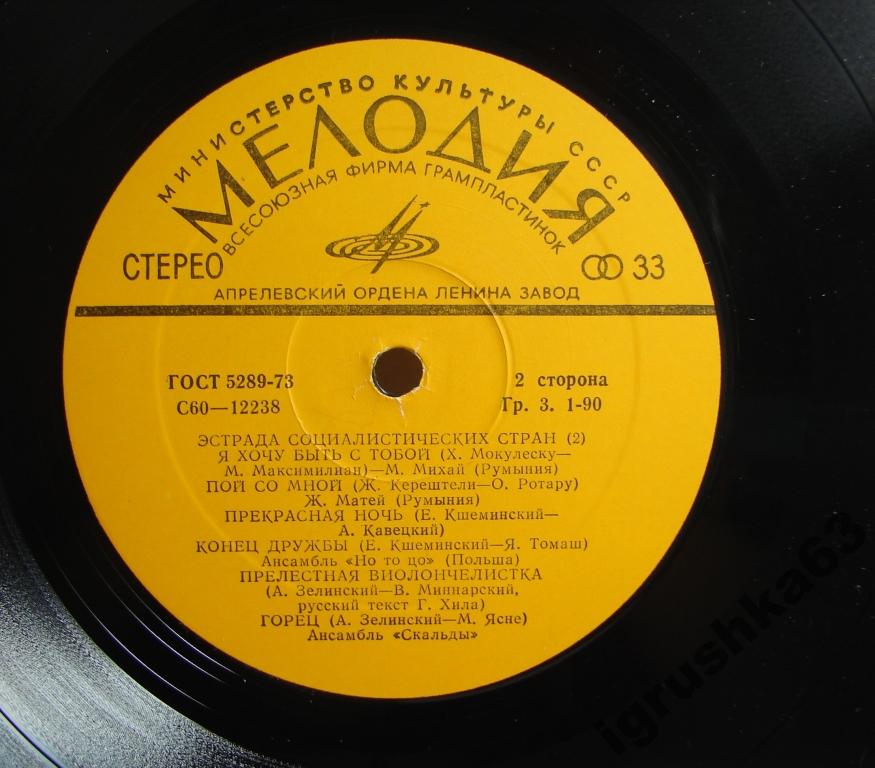 МИНИСТЕРСТВО КУЛЬТУРЫ СССР
МЕЛОДИЯ
ВСЕСОЮЗНАЯ ФИРМА ГРАМПЛАСТИНОК
СТЕРЕО 33
АПРЕЛЕВСКИЙ ОРДЕНА ЛЕНИНА ЗАВОД
ГОСТ 5289-73 2 сторона
С60—12238 Гр. 3. 1-90
ЭСТРАДА СОЦИАЛИСТИЧЕСКИХ СТРАН (2)
Я ХОЧУ БЫТЬ С ТОБОЙ (Х. Мокулеску—
М. Максимилиан)—М. Михай (Румыния)
ПОЙ СО МНОЙ (Ж. Керештели—О. Ротару)
Ж. Матей (Румыния)
ПРЕКРАСНАЯ НОЧЬ (Е. Кшеминский—
А. Кавецкий)
КОНЕЦ ДРУЖБЫ (Е. Кшеминский—Я. Томаш)
Ансамбль «Но то цо» (Польша)
ПРЕЛЕСТНАЯ ВИОЛОНЧЕЛИСТКА
(А. Зелинский—В. Миннарский,
русский текст Г. Хила)
ГОРЕЦ (А. Зелинский—М. Ясне)
Ансамбль «Скальды»
igrushka63